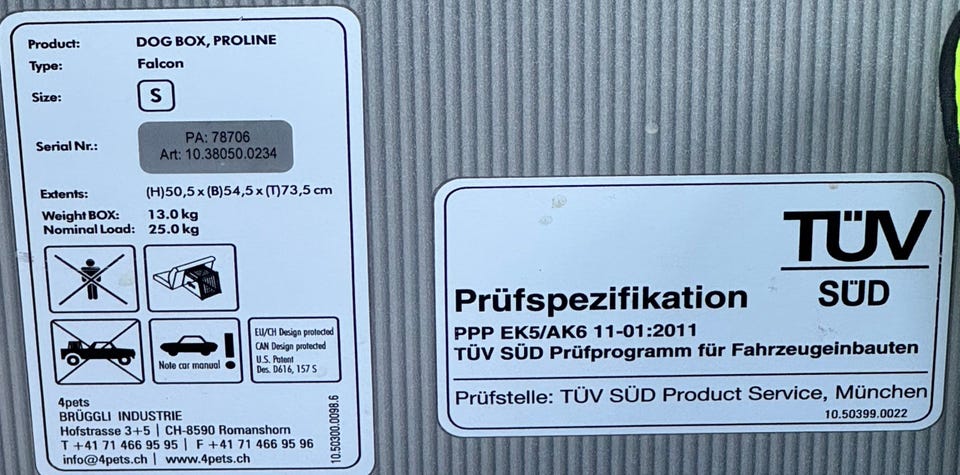 Product: DOG BOX, PROLINE
Type: Falcon
Size: S
Serial Nr.: PA: 78706
Art: 10.38050.0234
Extents: (H)50,5 x (B)54,5 x (T)73,5 cm
Weight BOX: 13.0 kg
Nominal Load: 25.0 kg
Note car manual !
EU/CH Design protected
CAN Design protected
U.S. Patent
Des. D616, 157 S
4pets
BRÜGGLI INDUSTRIE
Hofstrasse 3+5 | CH-8590 Romanshorn
T +41 71 466 95 95 | F +41 71 466 95 96
info@4pets.ch | www.4pets.ch
10.50300.0098.6
TÜV
SÜD
Prüfspezifikation
PPP EK5/AK6 11-01:2011
TÜV SÜD Prüfprogramm für Fahrzeugeinbauten
Prüfstelle: TÜV SÜD Product Service, München
10.50399.0022